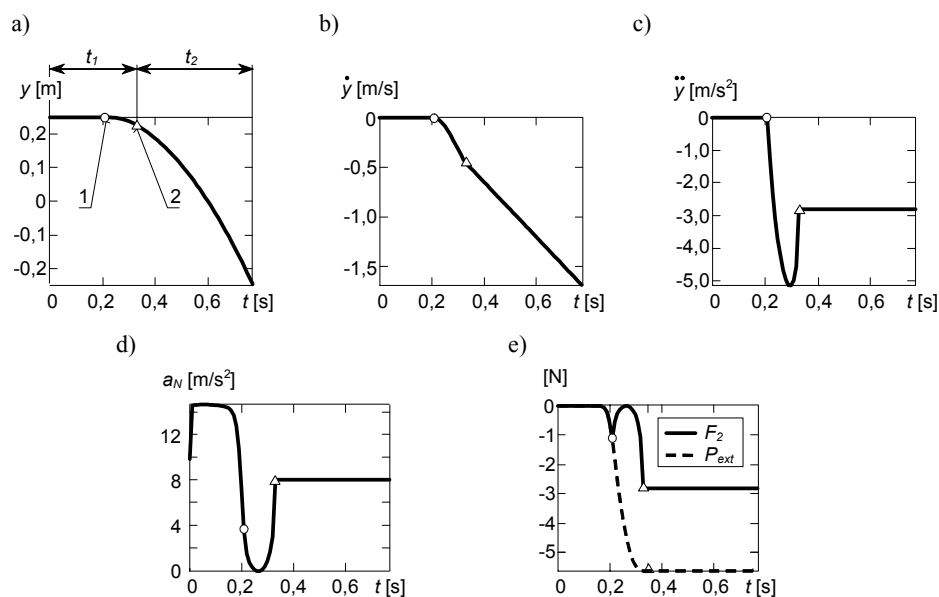 a)
t1 t2
y [m]
0,2
0,1
0
-0,1
-0,2
1 2
0 0,2 0,4 0,6 t [s]
b)
ẏ [m/s]
0
-0,5
-1,0
-1,5
0 0,2 0,4 0,6 t [s]
c)
ÿ [m/s²]
0
-1,0
-2,0
-3,0
-4,0
-5,0
0 0,2 0,4 0,6 t [s]
d)
aN [m/s²]
12
8
4
0
0 0,2 0,4 0,6 t [s]
e)
[N]
0
-1
-2
-3
-4
-5
F2
Pext
0 0,2 0,4 0,6 t [s]